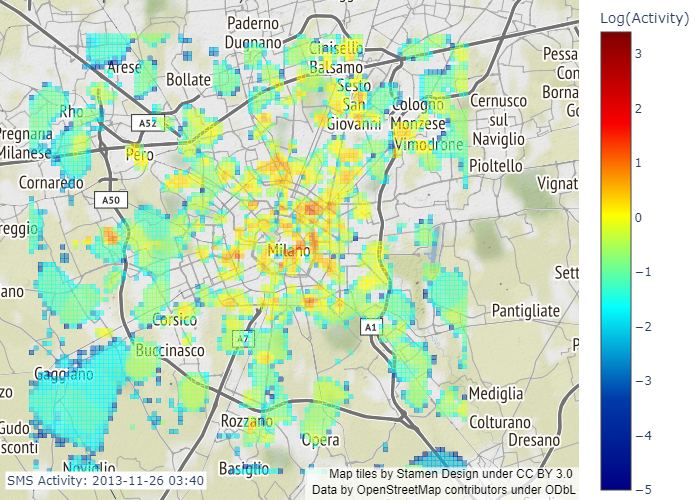 Log(Activity)
3
2
1
0
−1
−2
−3
−4
−5
Paderno
Dugnano
Cinisello
Balsamo
Arese
Bollate
Sesto
San
Giovanni
Cologno
Monzese
Cernusco
sul
Naviglio
Pessa
Borna
Rho
A52
Pregnana
Milanese
Pero
Vimodrone
Pioltello
Cornaredo
Vignat
A50
reggio
Milano
Sett
ano
Pantigliate
Corsico
A7
A1
Buccinasco
Gaggiano
Mediglia
Rozzano
Colturano
Gudo
sconti
Opera
Dresano
Noviglio
Basiglio
SMS Activity: 2013-11-26 03:40
Map tiles by Stamen Design under CC BY 3.0
Data by OpenStreetMap contributors under ODbL